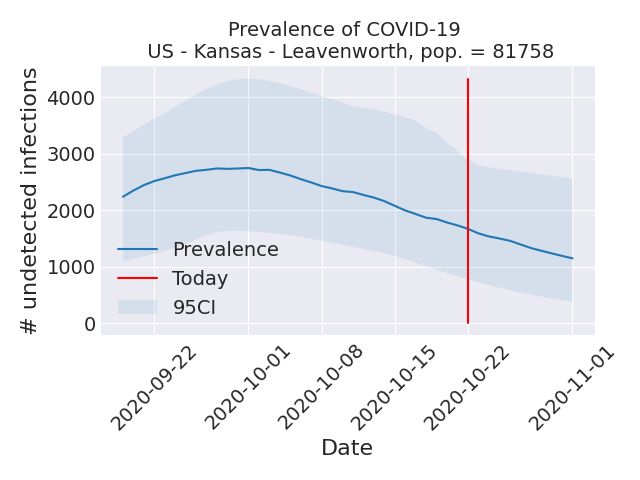 Prevalence of COVID-19
US - Kansas - Leavenworth, pop. = 81758
# undetected infections
4000
3000
2000
1000
0
Prevalence
Today
95CI
2020-09-22
2020-10-01
2020-10-08
2020-10-15
2020-10-22
2020-11-01
Date